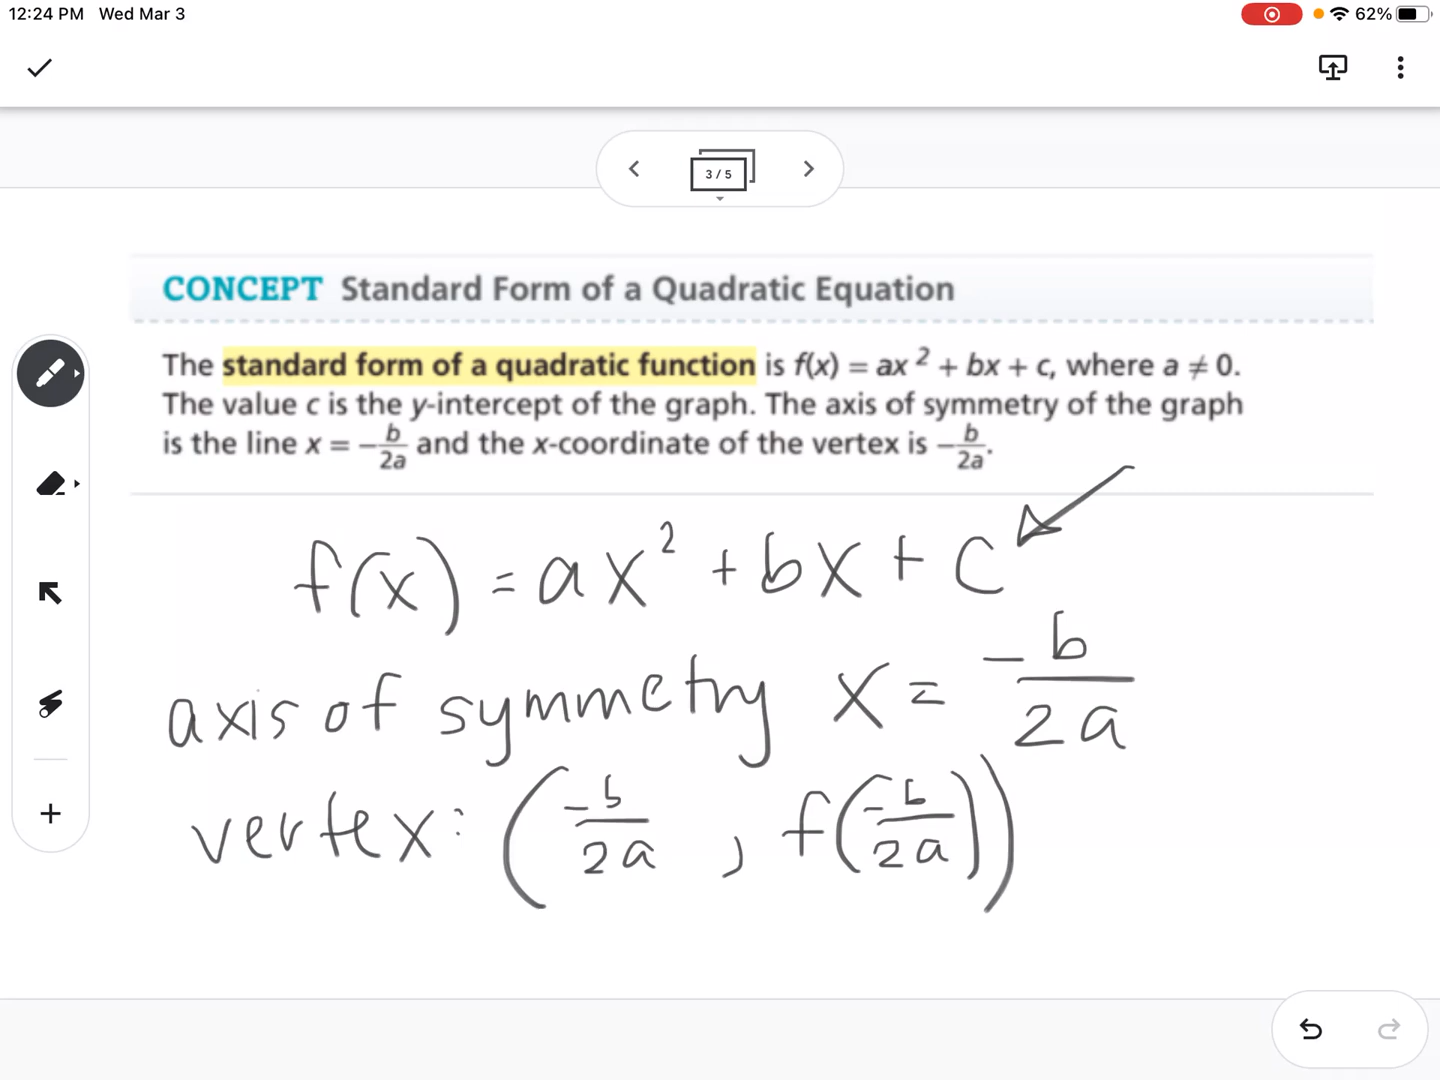 12:24 PM Wed Mar 3 62%
3 / 5
CONCEPT Standard Form of a Quadratic Equation
The standard form of a quadratic function is f(x) = ax² + bx + c, where a ≠ 0.
The value c is the y-intercept of the graph. The axis of symmetry of the graph
is the line x = −b/2a and the x-coordinate of the vertex is −b/2a.
f(x) = ax² + bx + c
axis of symmetry x = −b/2a
vertex: (−b/2a, f(−b/2a))